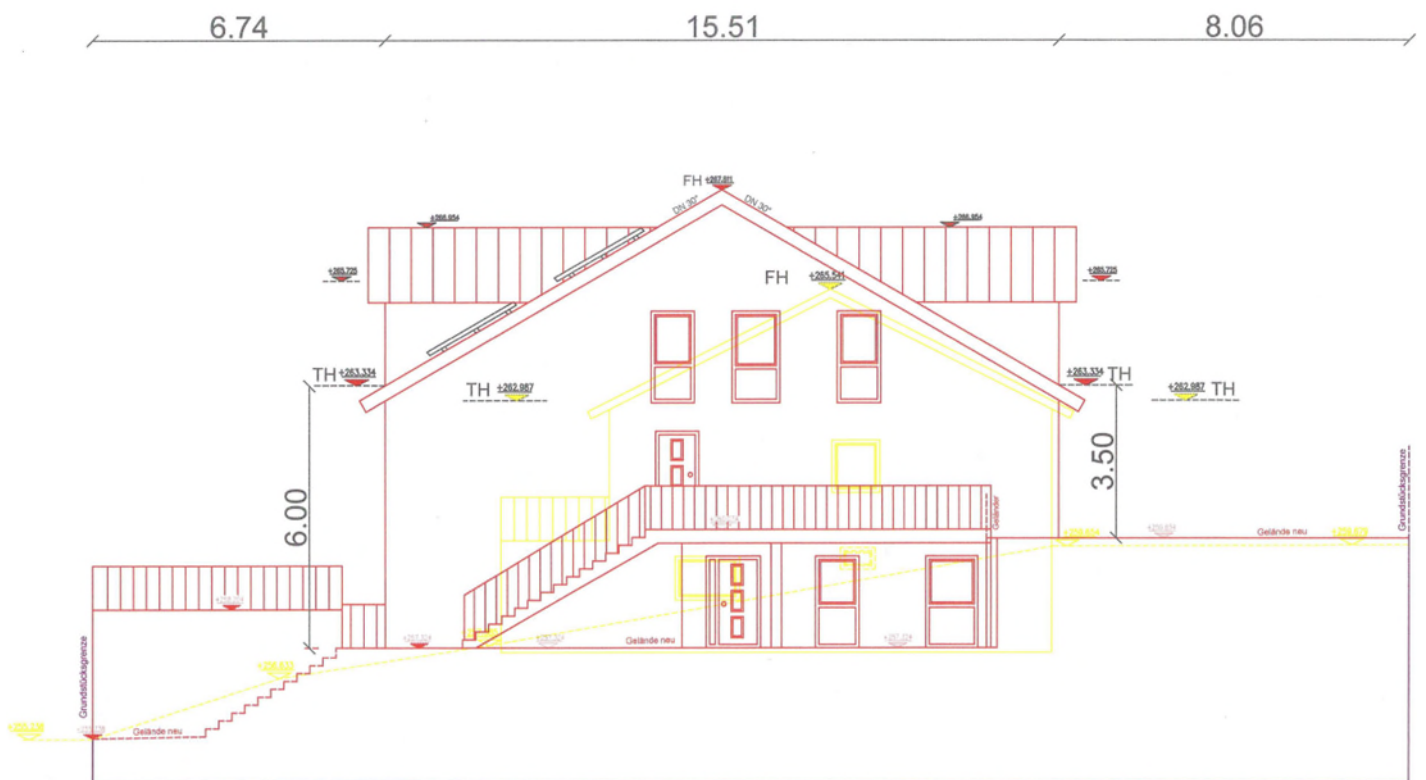 6.74 15.51 8.06
FH +267.811
DN 30° DN 30°
+266.954 +266.954
+265.725 FH +265.541 +265.725
TH +263.334 +263.334 TH
TH +262.987 +262.987 TH
6.00
3.50
Geländer
Grundstücksgrenze
Gelände neu
Gelände neu
Grundstücksgrenze
Gelände neu